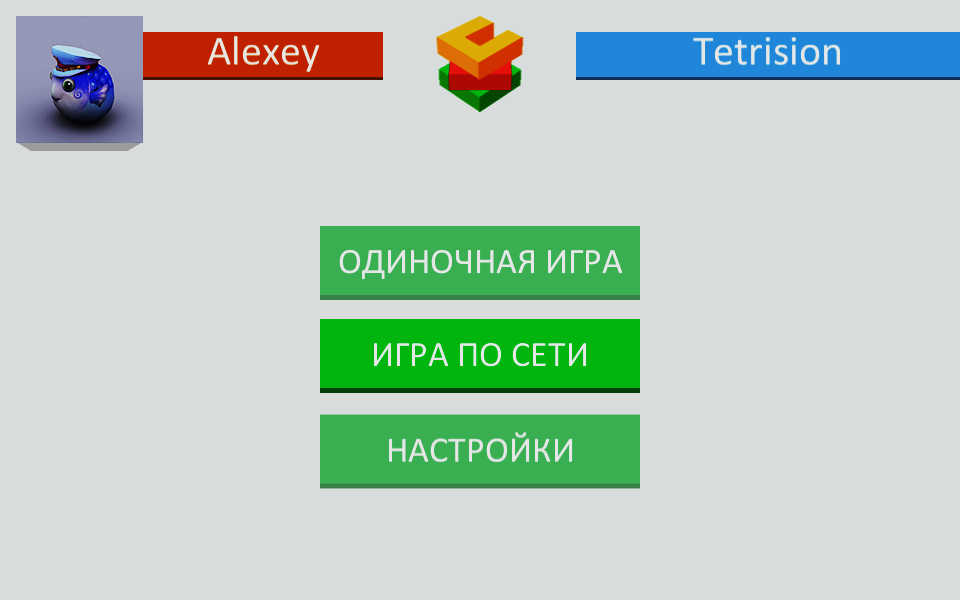 Alexey
Tetrision
ОДИНОЧНАЯ ИГРА
ИГРА ПО СЕТИ
НАСТРОЙКИ